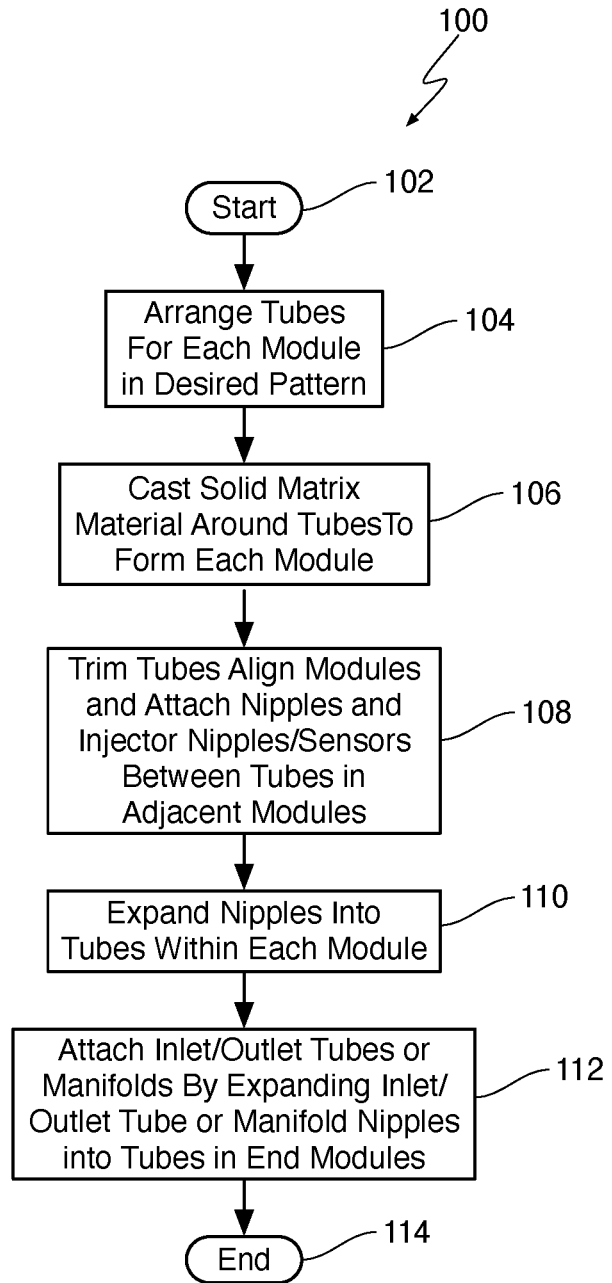 100
Start
102
Arrange Tubes
For Each Module
in Desired Pattern
104
Cast Solid Matrix
Material Around TubesTo
Form Each Module
106
Trim Tubes Align Modules
and Attach Nipples and
Injector Nipples/Sensors
Between Tubes in
Adjacent Modules
108
Expand Nipples Into
Tubes Within Each Module
110
Attach Inlet/Outlet Tubes or
Manifolds By Expanding Inlet/
Outlet Tube or Manifold Nipples
into Tubes in End Modules
112
End
114